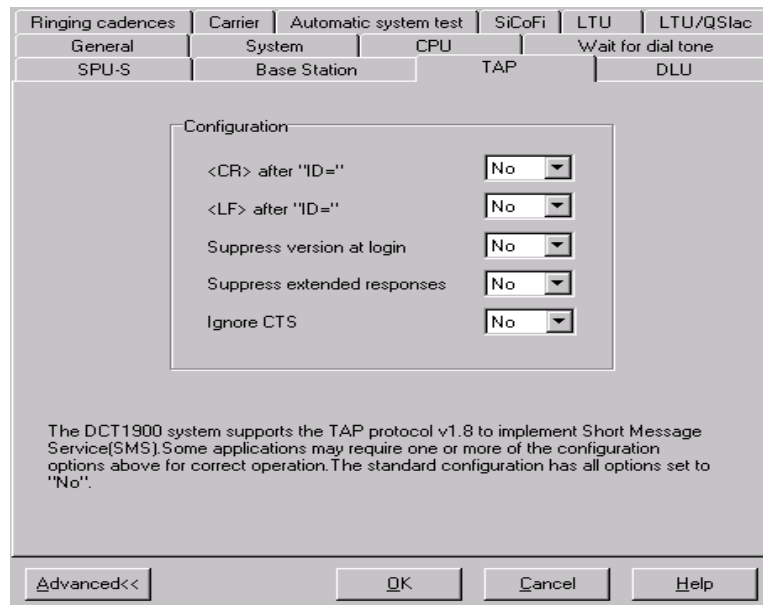 Ringing cadences Carrier Automatic system test SiCoFi LTU LTU/QSlac
General System CPU Wait for dial tone
SPU-S Base Station TAP DLU
Configuration
<CR> after "ID=" No
<LF> after "ID=" No
Suppress version at login No
Suppress extended responses No
Ignore CTS No
The DCT1900 system supports the TAP protocol v1.8 to implement Short Message
Service(SMS).Some applications may require one or more of the configuration
options above for correct operation.The standard configuration has all options set to
"No".
Advanced<< OK Cancel Help